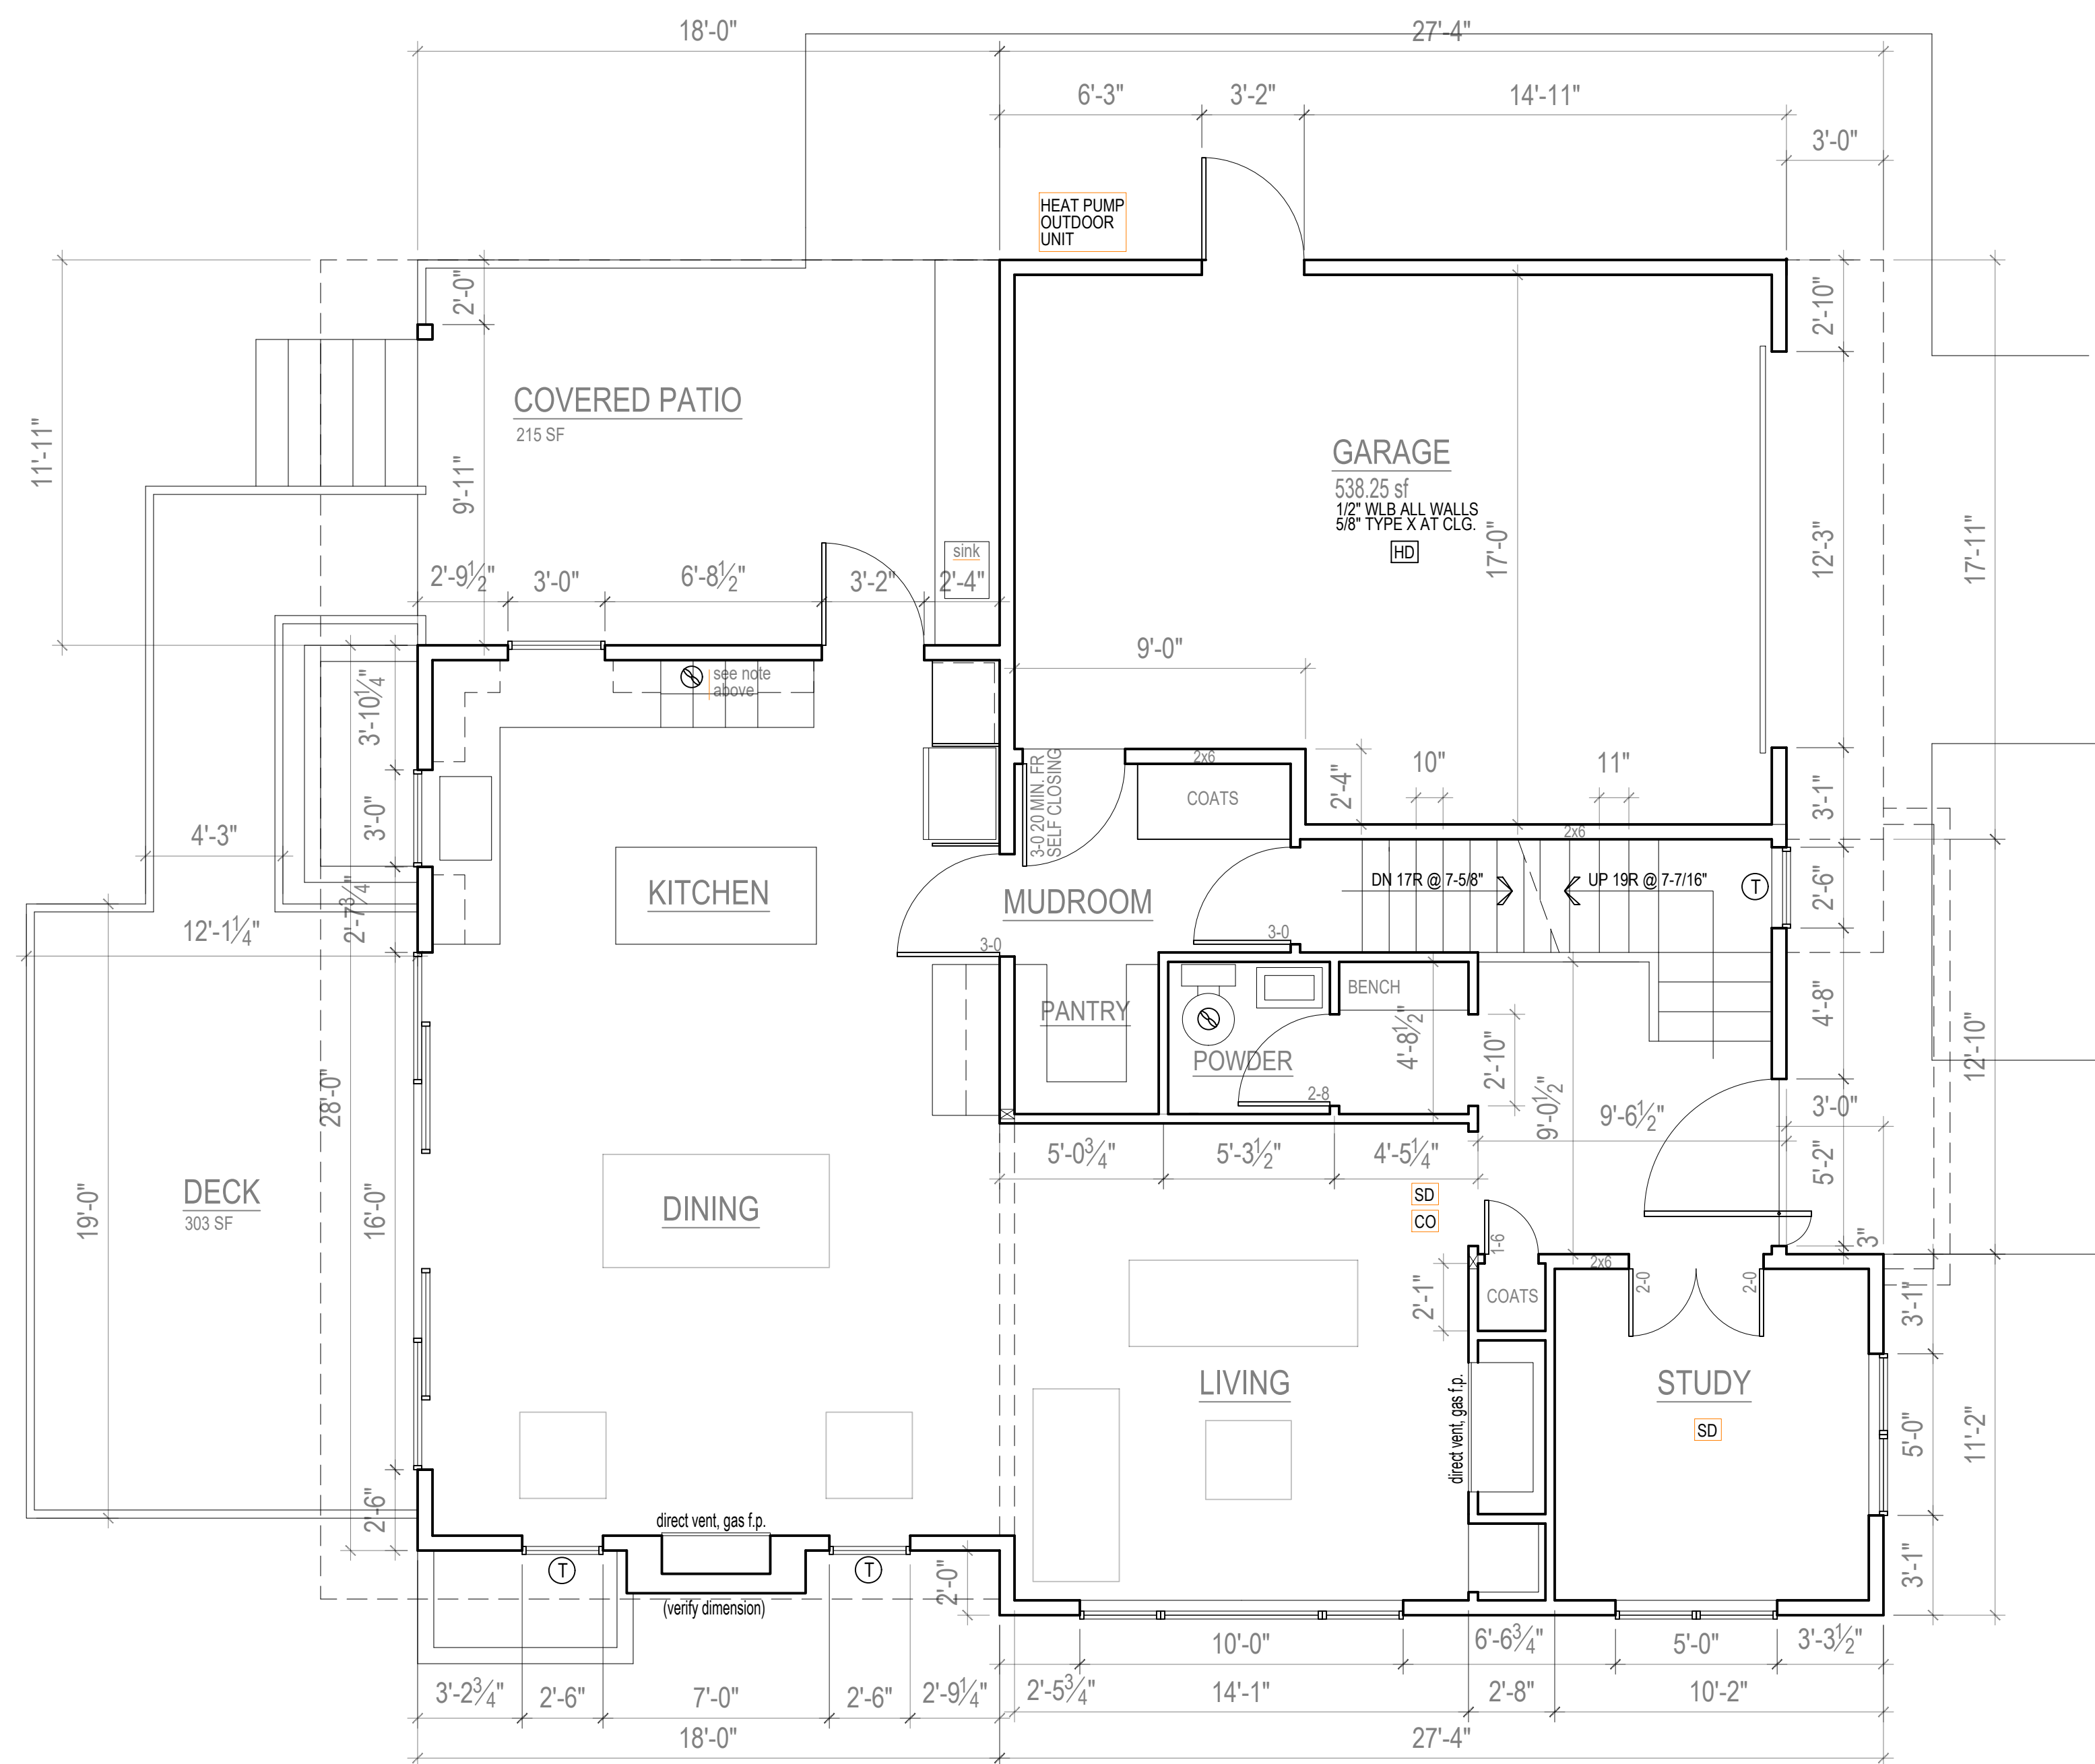 18'-0"
27'-4"
6'-3"
3'-2"
14'-11"
3'-0"
HEAT PUMP
OUTDOOR
UNIT
2'-0"
2'-10"
COVERED PATIO
215 SF
11'-11"
9'-11"
GARAGE
538.25 sf
1/2" WLB ALL WALLS
5/8" TYPE X AT CLG.
HD
17'-0"
12'-3"
17'-11"
sink
2'-9½"
3'-0"
6'-8½"
3'-2"
2'-4"
9'-0"
see note
above
3'-10¼"
3-0 20 MIN. FR
SELF CLOSING
2x6
COATS
2'-4"
10"
11"
3'-1"
4'-3"
3'-0"
2x6
KITCHEN
MUDROOM
DN 17R @ 7-5/8"
UP 19R @ 7-7/16"
T
2'-6"
12'-1¼"
2'-7¾"
3-0
3-0
PANTRY
BENCH
POWDER
4'-8½"
2'-10"
4'-8"
12'-10"
2-8
28'-0"
9'-0½"
9'-6½"
3'-0"
5'-0¾"
5'-3½"
4'-5¼"
5'-2"
DECK
303 SF
19'-0"
16'-0"
DINING
SD
CO
1-6
3"
2x6
2-0
2-0
2'-1"
COATS
3'-1"
LIVING
STUDY
SD
direct vent, gas f.p.
5'-0"
11'-2"
2'-6"
direct vent, gas f.p.
T
T
(verify dimension)
2'-0"
3'-1"
10'-0"
6'-6¾"
5'-0"
3'-3½"
3'-2¾"
2'-6"
7'-0"
2'-6"
2'-9¼"
2'-5¾"
14'-1"
2'-8"
10'-2"
18'-0"
27'-4"